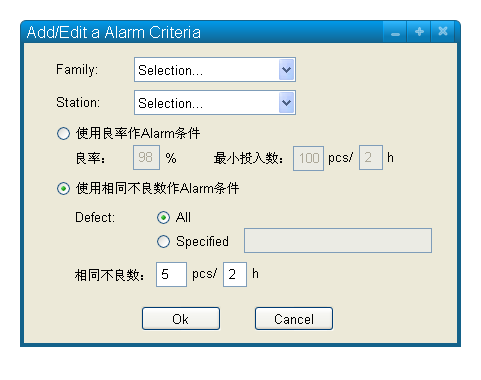 Add/Edit a Alarm Criteria
Family: Selection...
Station: Selection...
使用良率作Alarm条件
良率: 98 % 最小投入数: 100 pcs/ 2 h
使用相同不良数作Alarm条件
Defect: All
Specified
相同不良数: 5 pcs/ 2 h
Ok Cancel